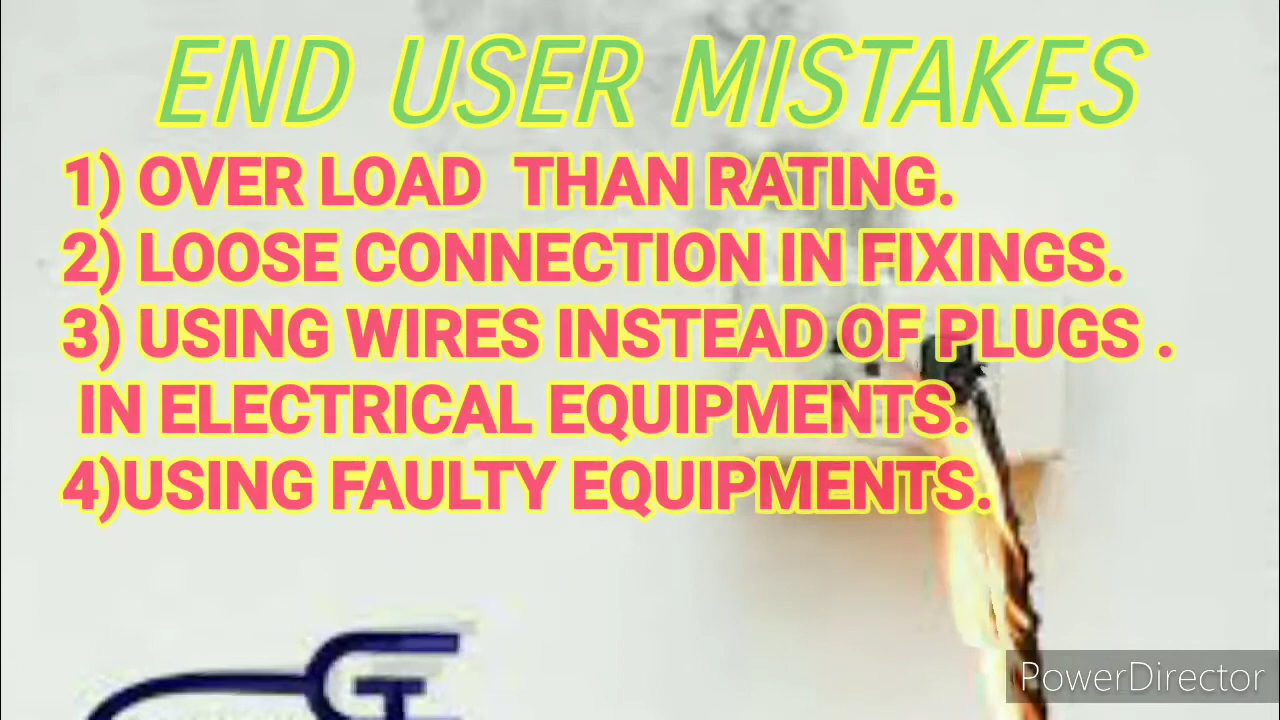 END USER MISTAKES
1) OVER LOAD THAN RATING.
2) LOOSE CONNECTION IN FIXINGS.
3) USING WIRES INSTEAD OF PLUGS .
IN ELECTRICAL EQUIPMENTS.
4)USING FAULTY EQUIPMENTS.
PowerDirector